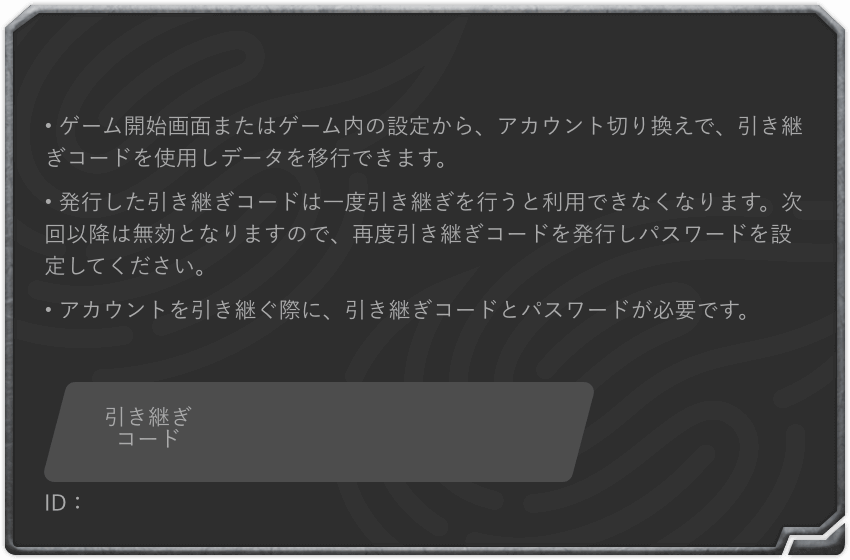 • ゲーム開始画面またはゲーム内の設定から、アカウント切り換えで、引き継
ぎコードを使用しデータを移行できます。
• 発行した引き継ぎコードは一度引き継ぎを行うと利用できなくなります。次
回以降は無効となりますので、再度引き継ぎコードを発行しパスワードを設
定してください。
• アカウントを引き継ぐ際に、引き継ぎコードとパスワードが必要です。
引き継ぎ
コード
ID：